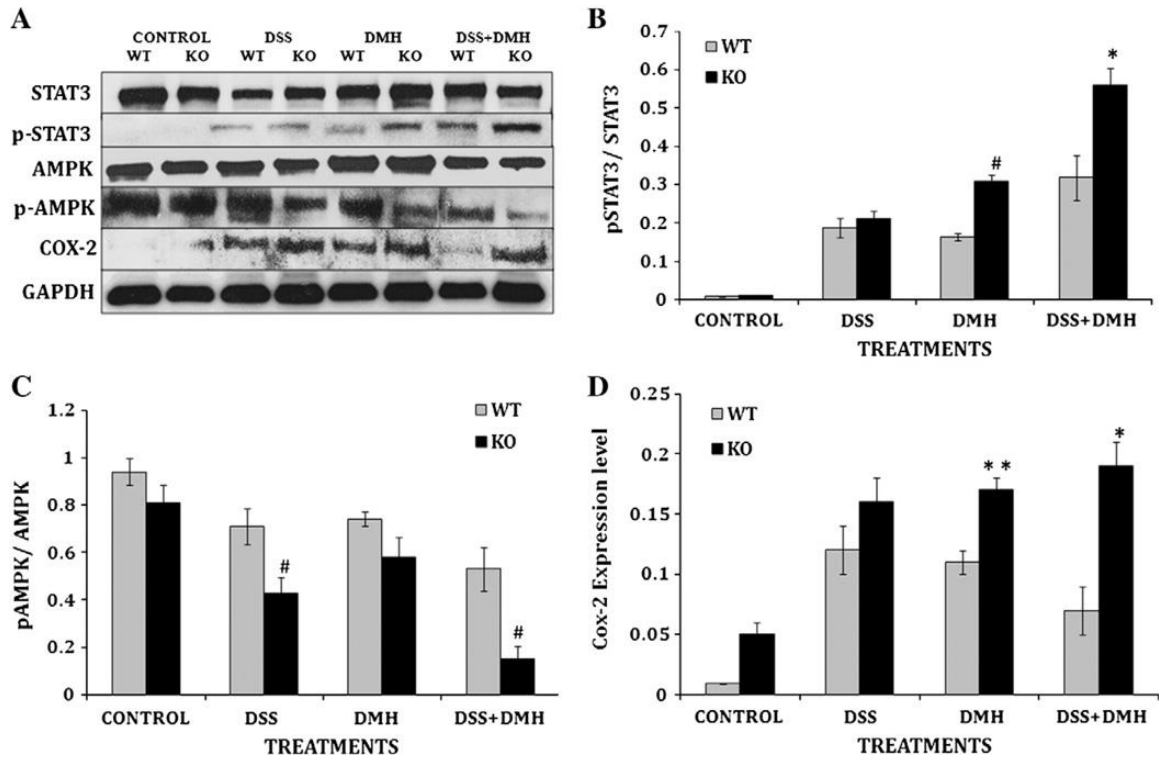 A
CONTROL DSS DMH DSS+DMH
WT KO WT KO WT KO WT KO
STAT3
p-STAT3
AMPK
p-AMPK
COX-2
GAPDH
B
WT
KO
pSTAT3/ STAT3
0.7
0.6
0.5
0.4
0.3
0.2
0.1
0
#
*
CONTROL DSS DMH DSS+DMH
TREATMENTS
C
WT
KO
pAMPK/ AMPK
1.2
1
0.8
0.6
0.4
0.2
0
#
#
CONTROL DSS DMH DSS+DMH
TREATMENTS
D
WT
KO
Cox-2 Expression level
0.25
0.2
0.15
0.1
0.05
0
**
*
CONTROL DSS DMH DSS+DMH
TREATMENTS